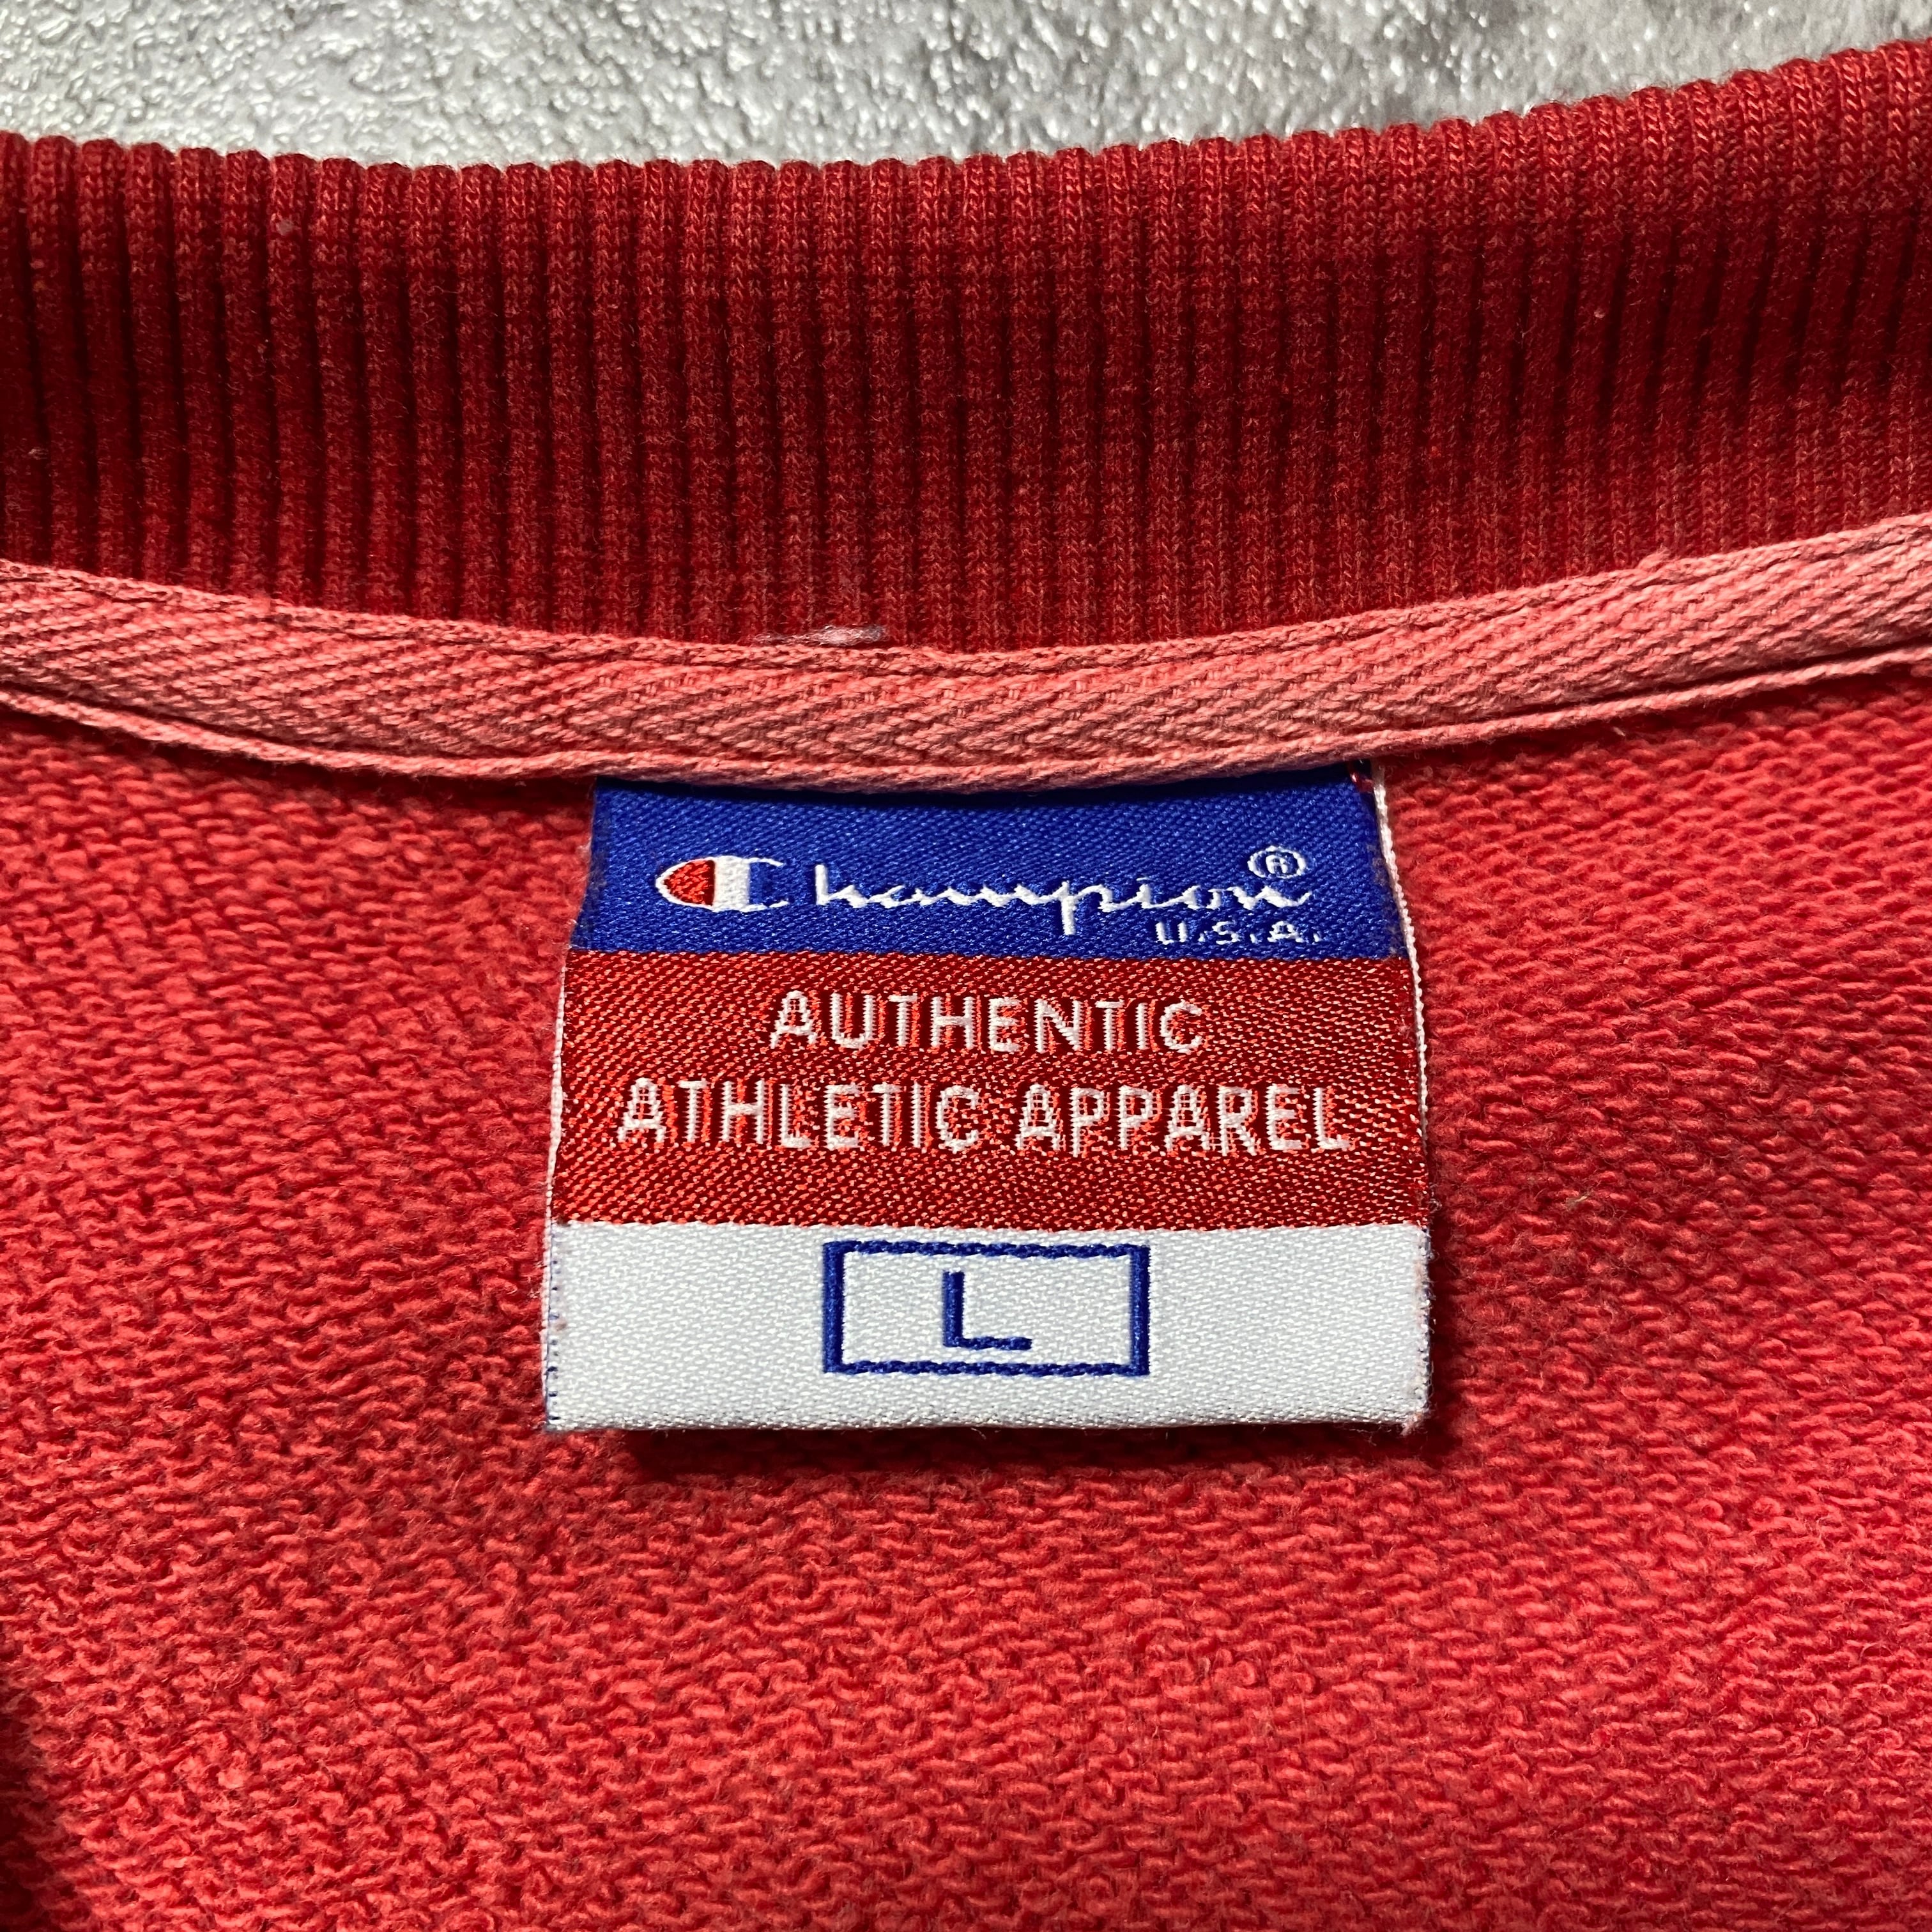 Champion®
U.S.A.
AUTHENTIC
ATHLETIC APPAREL
L